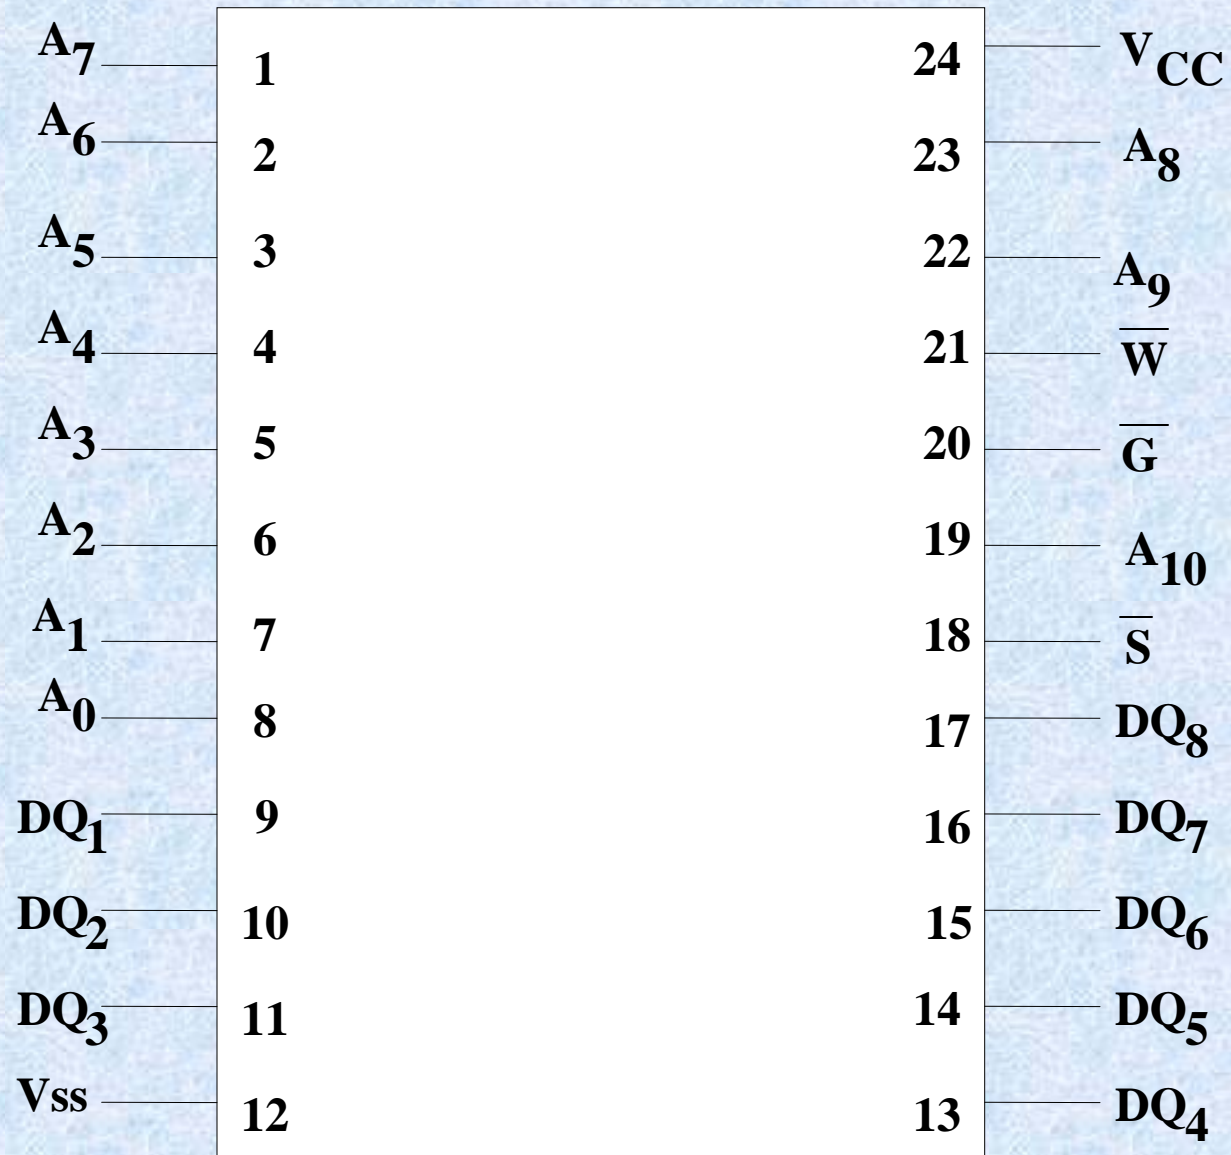 A7 1 24 VCC
A6 2 23 A8
A5 3 22 A9
A4 4 21 W̅
A3 5 20 G̅
A2 6 19 A10
A1 7 18 S̅
A0 8 17 DQ8
DQ1 9 16 DQ7
DQ2 10 15 DQ6
DQ3 11 14 DQ5
Vss 12 13 DQ4